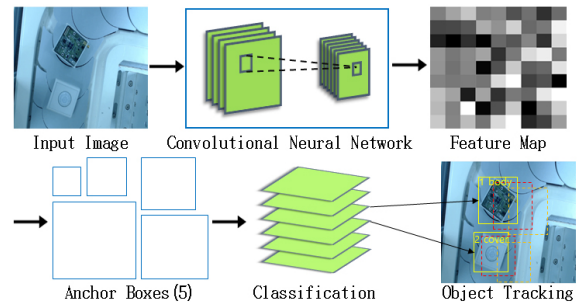 Input Image
Convolutional Neural Network
Feature Map
1 body
2 cover
Anchor Boxes(5)
Classification
Object Tracking